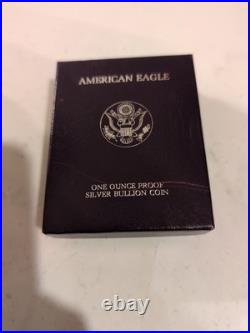 AMERICAN EAGLE
ONE OUNCE PROOF
SILVER BULLION COIN